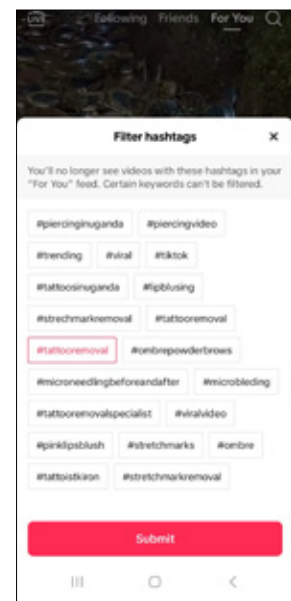 LIVE Following Friends For You
Filter hashtags
You'll no longer see videos with these hashtags in your
"For You" feed. Certain keywords can't be filtered.
#piercinginuganda #piercingvideo
#trending #viral #tiktok
#tattoosinuganda #lipblusing
#strechmarkremoval #tattooremoval
#tattooremoval #ombrepowderbrows
#microneedlingbeforeandafter #microbleding
#tattooremovalspecialist #viralvideo
#pinklipsblush #stretchmarks #ombre
#tattoistkiron #stretchmarkremoval
Submit